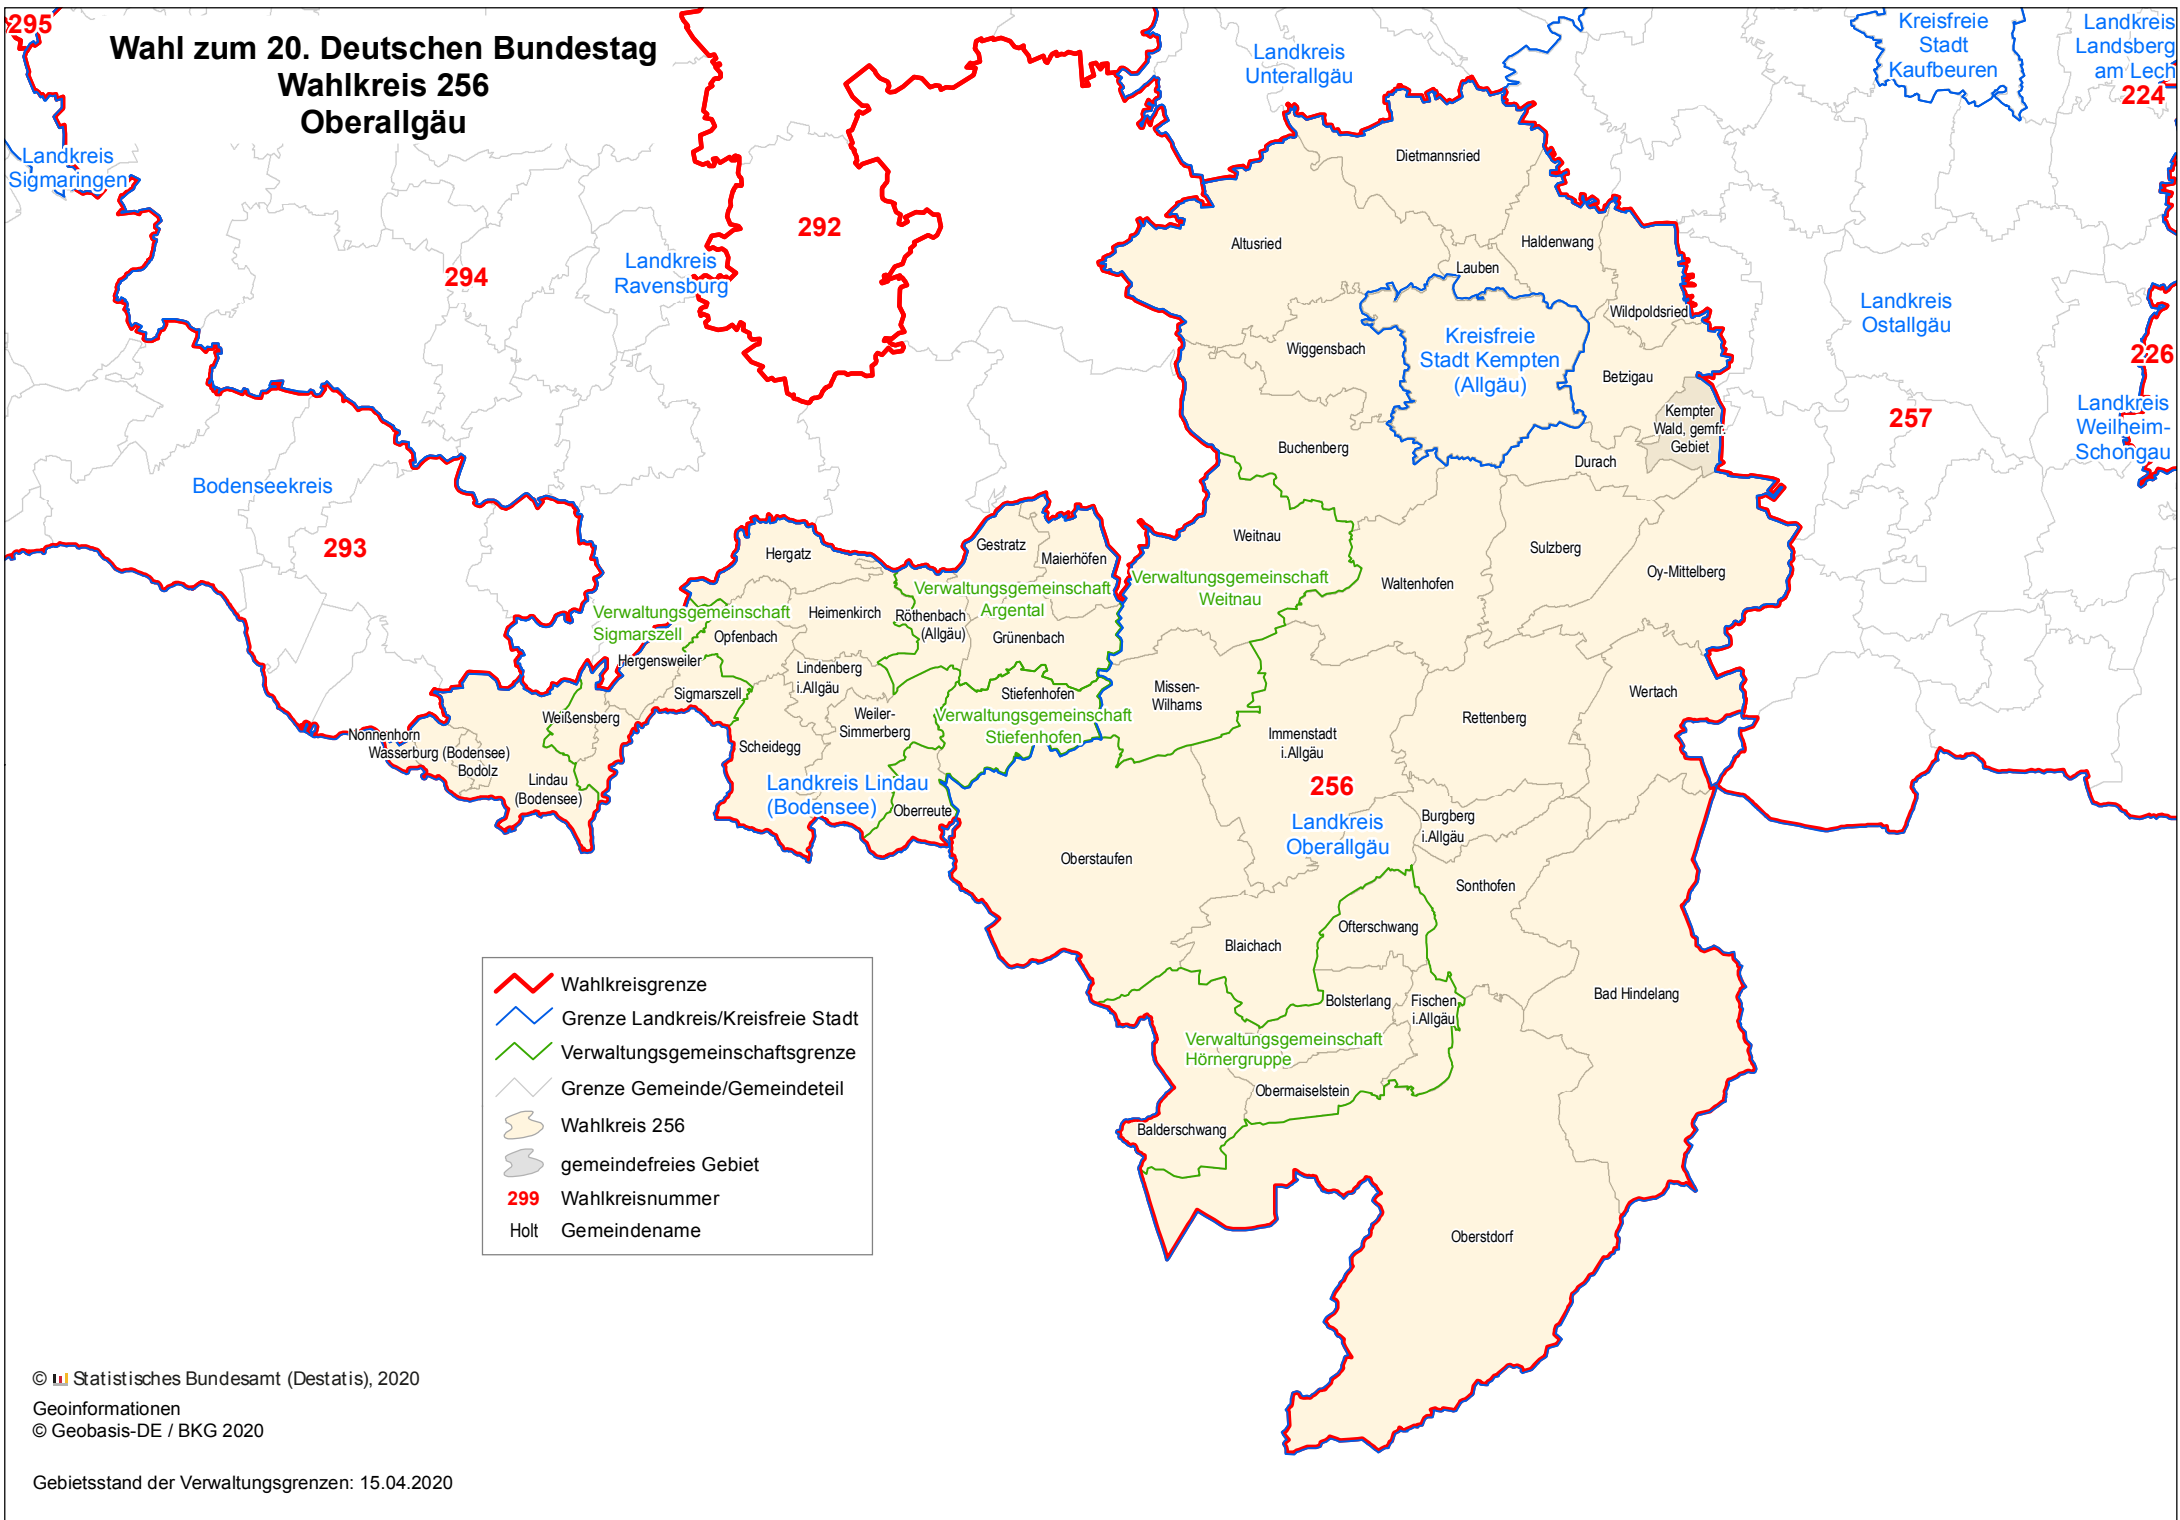 Wahl zum 20. Deutschen Bundestag
Wahlkreis 256
Oberallgäu
295
Landkreis
Sigmaringen
294
Landkreis
Ravensburg
292
Landkreis
Unterallgäu
Kreisfreie
Stadt
Kaufbeuren
Landkreis
Landsberg
am Lech
224
Landkreis
Ostallgäu
226
257
Landkreis
Weilheim-
Schongau
Bodenseekreis
293
Dietmannsried
Altusried
Haldenwang
Lauben
Wildpoldsried
Wiggensbach
Kreisfreie
Stadt Kempten
(Allgäu)
Betzigau
Kempter
Wald, gemfr.
Gebiet
Buchenberg
Durach
Weitnau
Verwaltungsgemeinschaft
Weitnau
Waltenhofen
Sulzberg
Oy-Mittelberg
Hergatz
Gestratz
Maierhöfen
Verwaltungsgemeinschaft
Argental
Verwaltungsgemeinschaft
Sigmarszell
Heimenkirch
Röthenbach
(Allgäu)
Grünenbach
Opfenbach
Hergensweiler
Lindenberg
i.Allgäu
Sigmarszell
Stiefenhofen
Verwaltungsgemeinschaft
Stiefenhofen
Missen-
Wilhams
Weißensberg
Weiler-
Simmerberg
Scheidegg
Nonnenhorn
Wasserburg (Bodensee)
Bodolz
Lindau
(Bodensee)
Landkreis Lindau
(Bodensee)
Oberreute
Immenstadt
i.Allgäu
256
Landkreis
Oberallgäu
Rettenberg
Wertach
Burgberg
i.Allgäu
Oberstaufen
Sonthofen
Ofterschwang
Blaichach
Bolsterlang
Fischen
i.Allgäu
Bad Hindelang
Verwaltungsgemeinschaft
Hörnergruppe
Obermaiselstein
Balderschwang
Oberstdorf
Wahlkreisgrenze
Grenze Landkreis/Kreisfreie Stadt
Verwaltungsgemeinschaftsgrenze
Grenze Gemeinde/Gemeindeteil
Wahlkreis 256
gemeindefreies Gebiet
299 Wahlkreisnummer
Holt Gemeindename
© Statistisches Bundesamt (Destatis), 2020
Geoinformationen
© Geobasis-DE / BKG 2020
Gebietsstand der Verwaltungsgrenzen: 15.04.2020